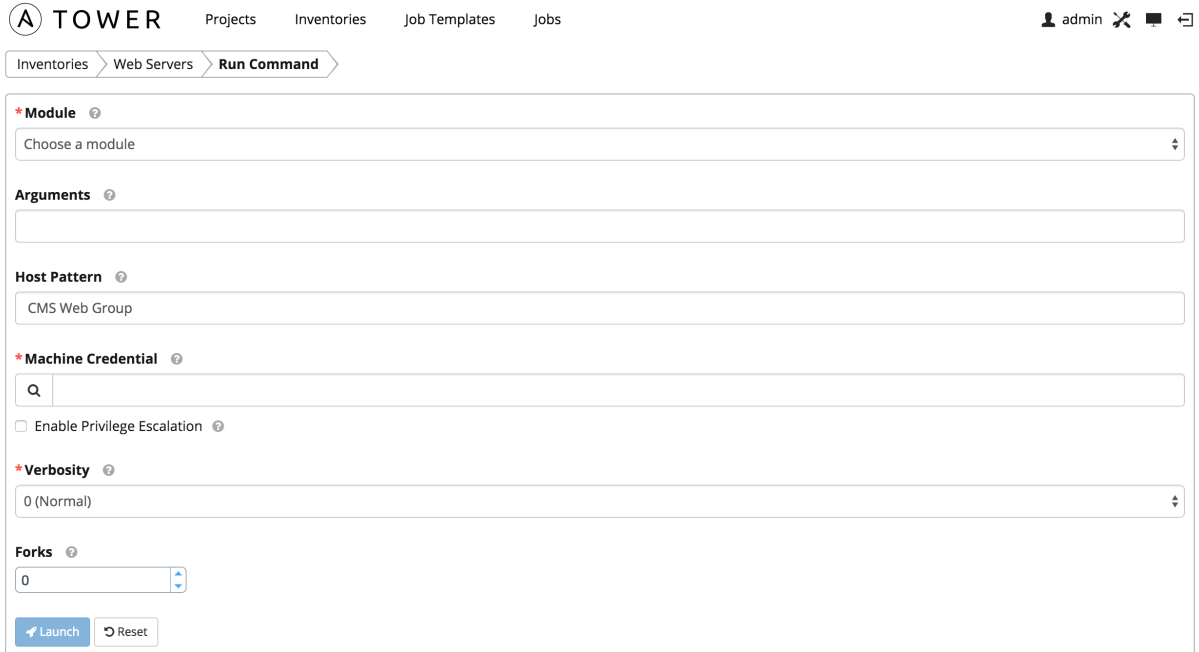 A TOWER Projects Inventories Job Templates Jobs admin
Inventories Web Servers Run Command
*Module ?
Choose a module
Arguments ?
Host Pattern ?
CMS Web Group
*Machine Credential ?
Enable Privilege Escalation ?
*Verbosity ?
0 (Normal)
Forks ?
0
Launch Reset